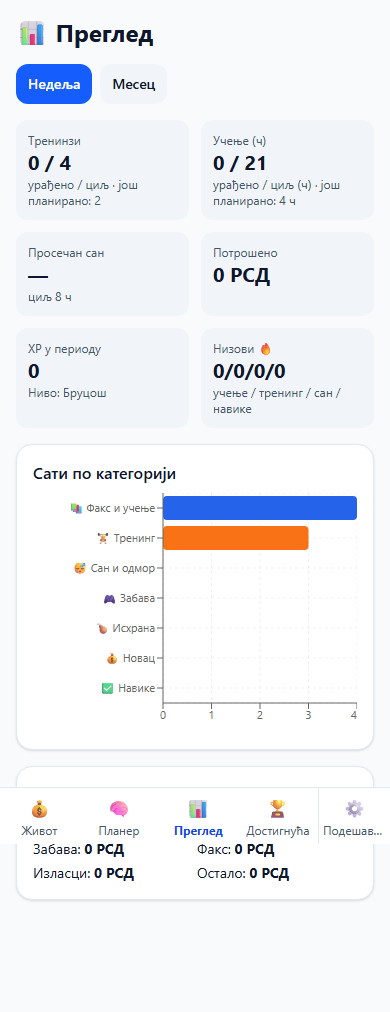 Преглед
Недеља
Месец
Тренинзи
0 / 4
урађено / циљ · још
планирано: 2
Учење (ч)
0 / 21
урађено / циљ (ч) · још
планирано: 4 ч
Просечан сан
—
циљ 8 ч
Потрошено
0 РСД
XP у периоду
0
Ниво: Бруцош
Низови 🔥
0/0/0/0
учење / тренинг / сан /
навике
Сати по категорији
📚 Факс и учење
🏋️ Тренинг
😴 Сан и одмор
🎮 Забава
🍗 Исхрана
💰 Новац
✅ Навике
0 1 2 3 4
Живот
Планер
Преглед
Достигнућа
Подешав...
Забава: 0 РСД
Факс: 0 РСД
Изласци: 0 РСД
Остало: 0 РСД